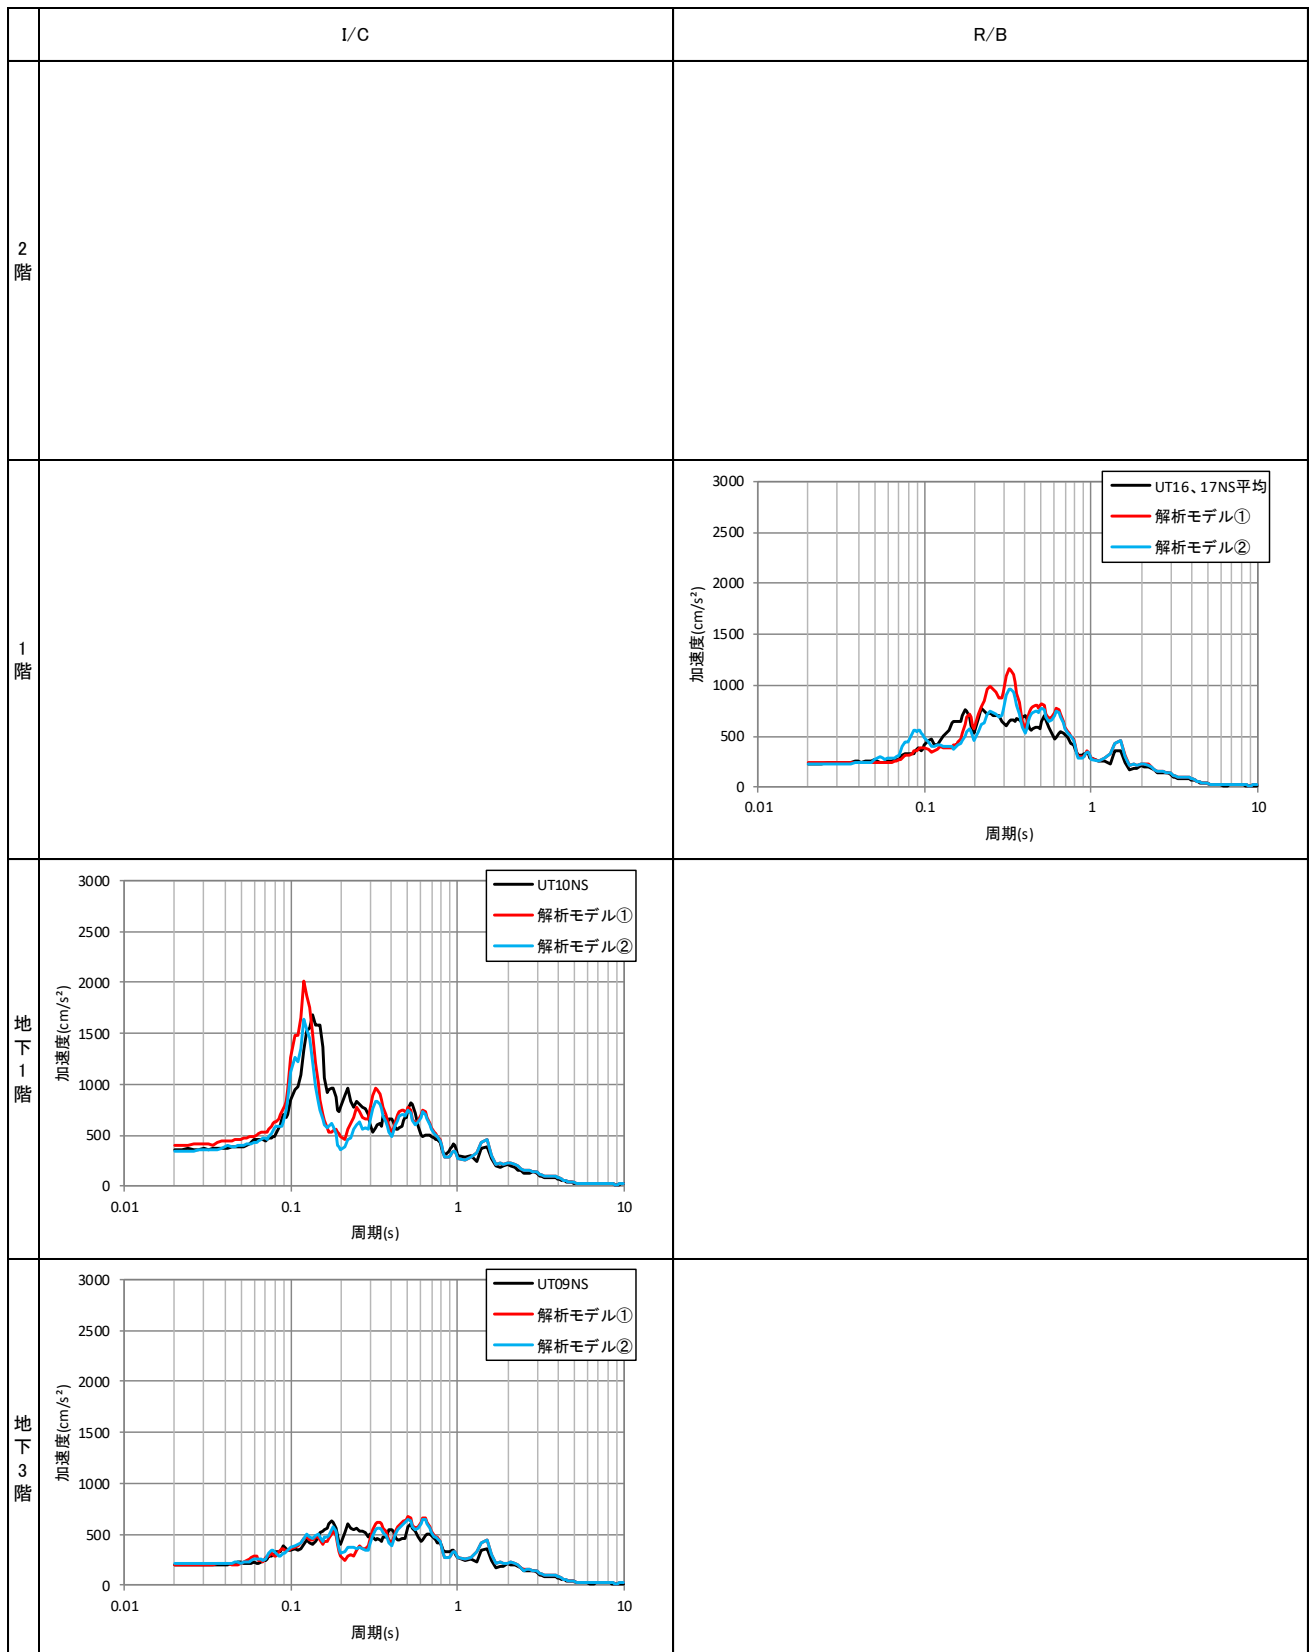 I/C
R/B
2階
1階
3000
2500
2000
1500
1000
500
0
加速度(cm/s²)
0.01
0.1
1
10
周期(s)
UT16、17NS平均
解析モデル①
解析モデル②
地下1階
3000
2500
2000
1500
1000
500
0
加速度(cm/s²)
0.01
0.1
1
10
周期(s)
UT10NS
解析モデル①
解析モデル②
地下3階
3000
2500
2000
1500
1000
500
0
加速度(cm/s²)
0.01
0.1
1
10
周期(s)
UT09NS
解析モデル①
解析モデル②